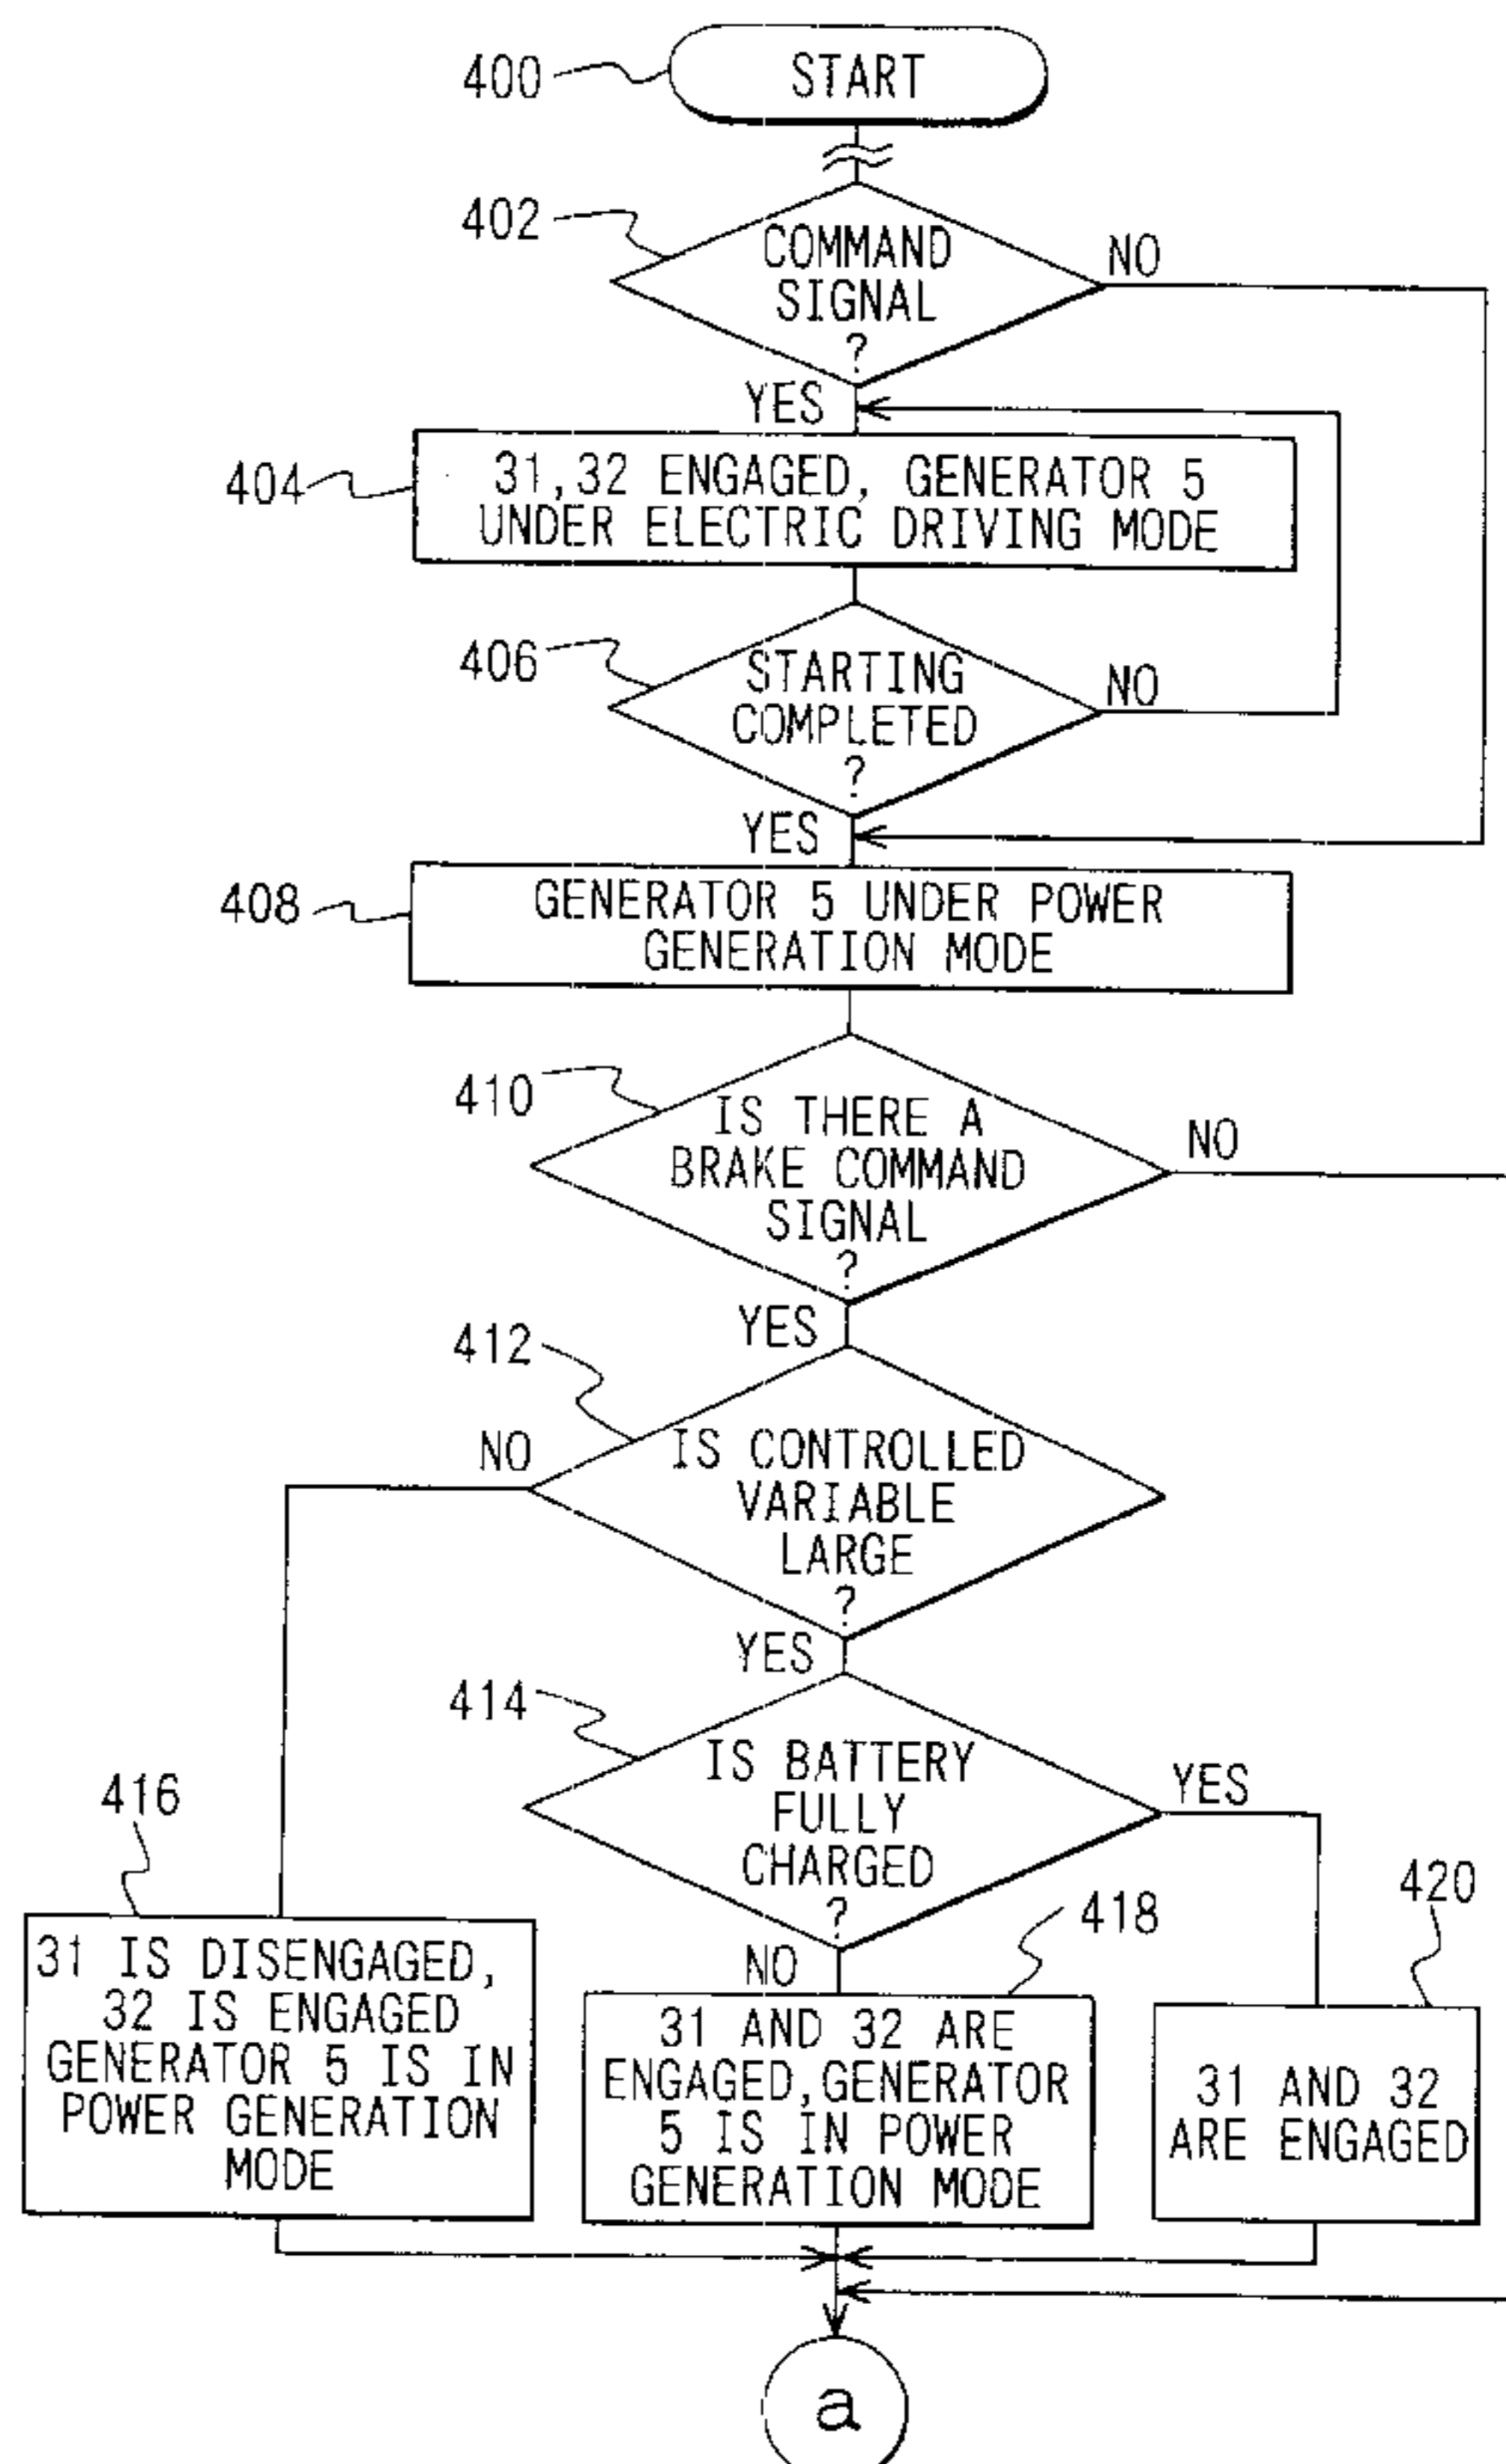 400
START
402
COMMAND
SIGNAL
?
NO
YES
404
31,32 ENGAGED, GENERATOR 5
UNDER ELECTRIC DRIVING MODE
406
STARTING
COMPLETED
?
NO
YES
408
GENERATOR 5 UNDER POWER
GENERATION MODE
410
IS THERE A
BRAKE COMMAND
SIGNAL
?
NO
YES
412
IS CONTROLLED
VARIABLE
LARGE
?
NO
YES
414
IS BATTERY
FULLY
CHARGED
?
YES
NO
416
31 IS DISENGAGED,
32 IS ENGAGED
GENERATOR 5 IS IN
POWER GENERATION
MODE
418
31 AND 32 ARE
ENGAGED,GENERATOR
5 IS IN POWER
GENERATION MODE
420
31 AND 32
ARE ENGAGED
a